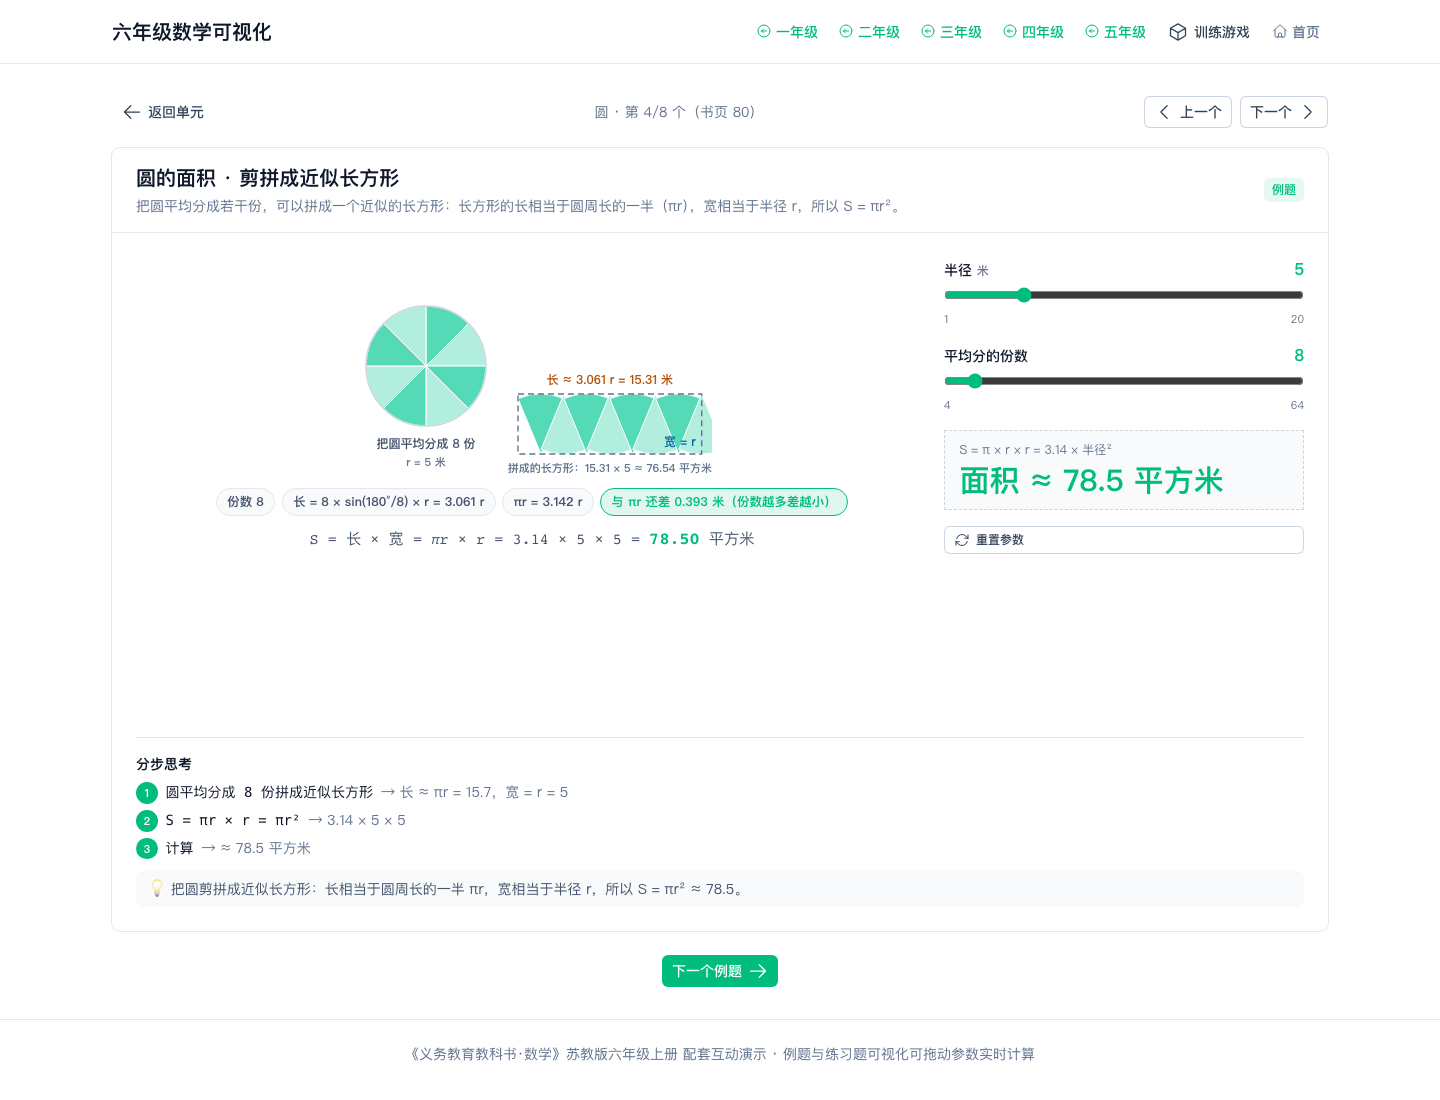 六年级数学可视化
一年级 二年级 三年级 四年级 五年级 训练游戏 首页
返回单元
圆 · 第 4/8 个（书页 80）
上一个 下一个
圆的面积 · 剪拼成近似长方形
把圆平均分成若干份，可以拼成一个近似的长方形：长方形的长相当于圆周长的一半（πr），宽相当于半径 r，所以 S = πr²。
例题
长 ≈ 3.061 r = 15.31 米
宽 = r
把圆平均分成 8 份
r = 5 米
拼成的长方形：15.31 × 5 ≈ 76.54 平方米
份数 8
长 = 8 × sin(180°/8) × r = 3.061 r
πr = 3.142 r
与 πr 还差 0.393 米（份数越多差越小）
S = 长 × 宽 = πr × r = 3.14 × 5 × 5 = 78.50 平方米
半径 米 5
1 20
平均分的份数 8
4 64
S = π × r × r = 3.14 × 半径²
面积 ≈ 78.5 平方米
重置参数
分步思考
1 圆平均分成 8 份拼成近似长方形 → 长 ≈ πr = 15.7，宽 = r = 5
2 S = πr × r = πr² → 3.14 × 5 × 5
3 计算 → ≈ 78.5 平方米
💡 把圆剪拼成近似长方形：长相当于圆周长的一半 πr，宽相当于半径 r，所以 S = πr² ≈ 78.5。
下一个例题 →
《义务教育教科书·数学》苏教版六年级上册 配套互动演示 · 例题与练习题可视化可拖动参数实时计算